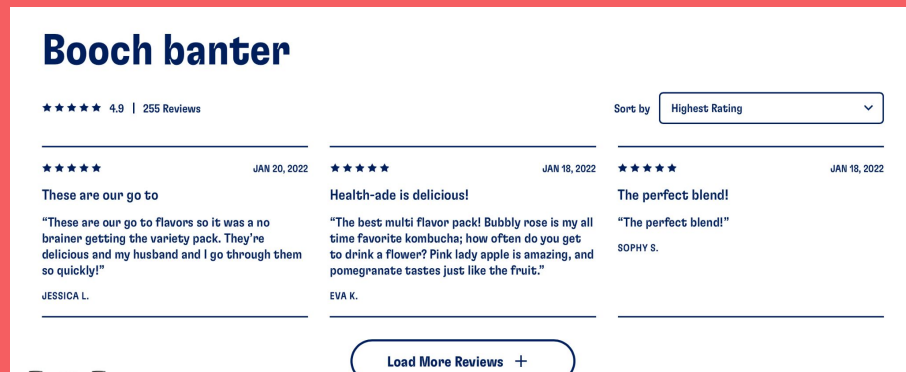 Booch banter
4.9 | 255 Reviews
Sort by Highest Rating
JAN 20, 2022
These are our go to
“These are our go to flavors so it was a no
brainer getting the variety pack. They’re
delicious and my husband and I go through them
so quickly!”
JESSICA L.
JAN 18, 2022
Health-ade is delicious!
“The best multi flavor pack! Bubbly rose is my all
time favorite kombucha; how often do you get
to drink a flower? Pink lady apple is amazing, and
pomegranate tastes just like the fruit.”
EVA K.
JAN 18, 2022
The perfect blend!
“The perfect blend!”
SOPHY S.
Load More Reviews +